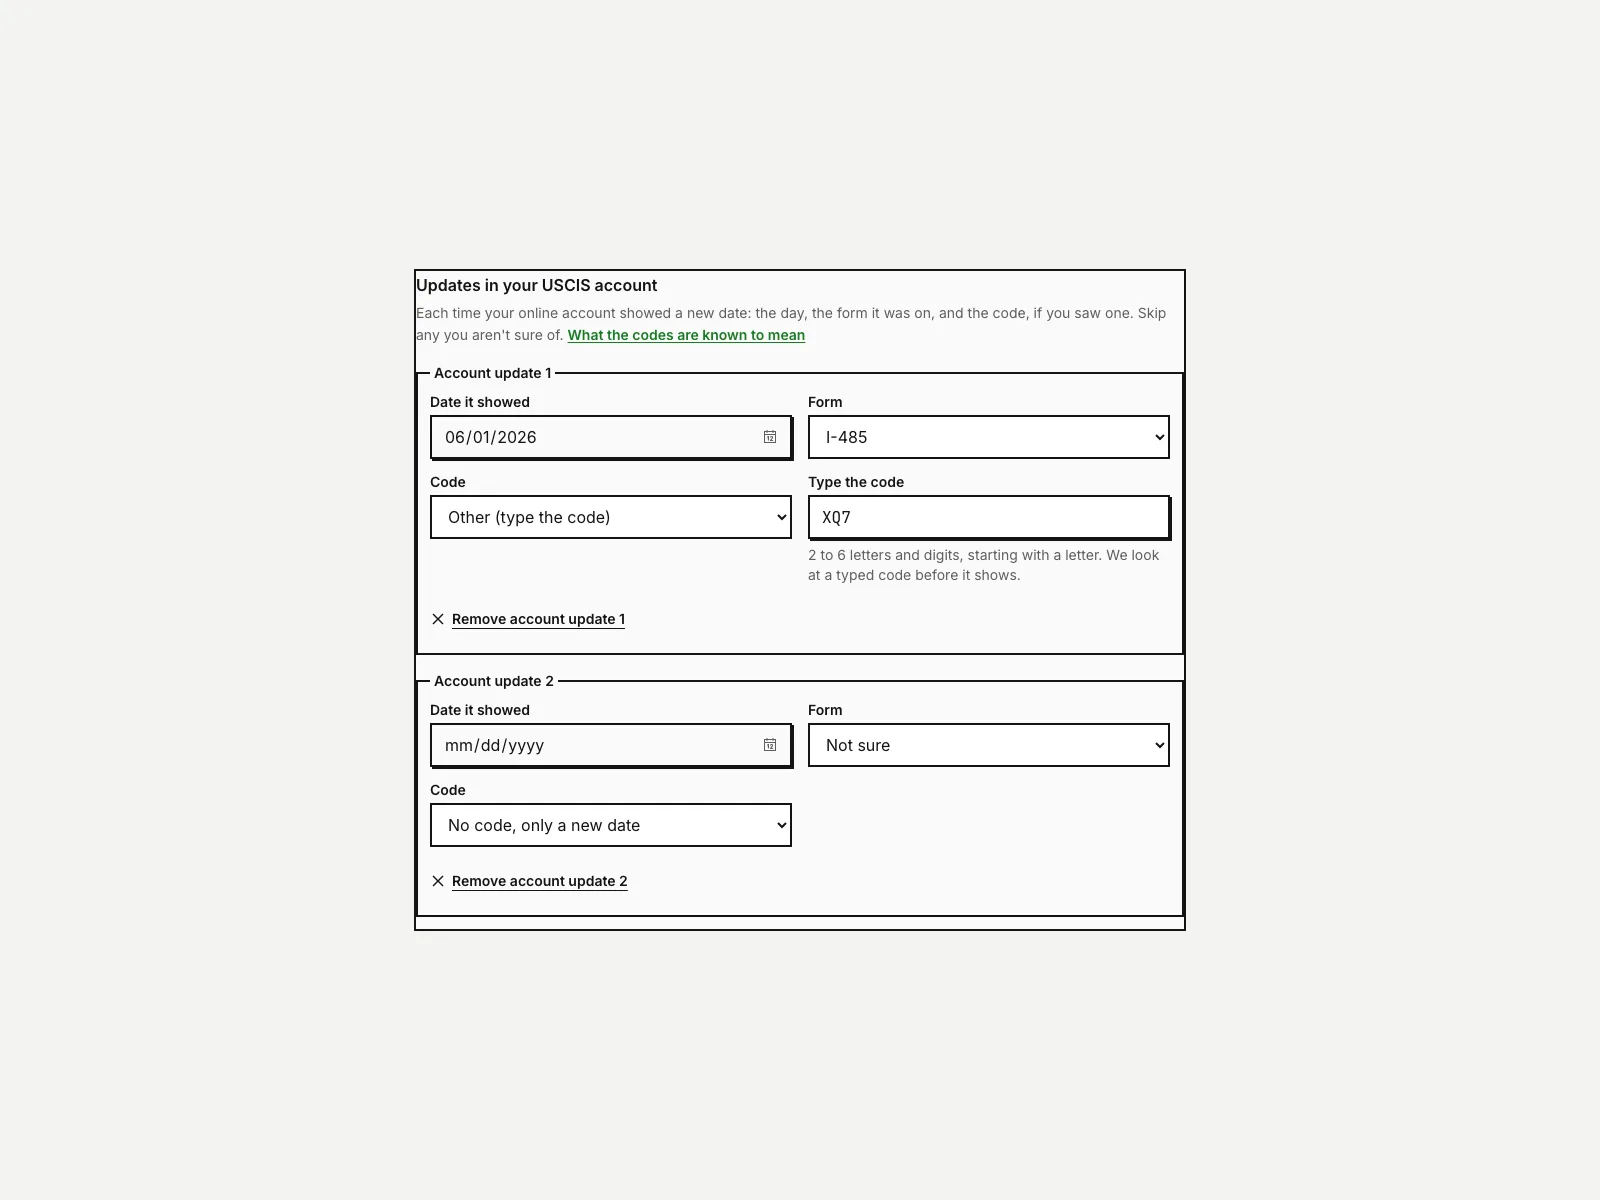 Updates in your USCIS account
Each time your online account showed a new date: the day, the form it was on, and the code, if you saw one. Skip
any you aren't sure of. What the codes are known to mean
Account update 1
Date it showed
Form
06/01/2026
I-485
Code
Type the code
Other (type the code)
XQ7
2 to 6 letters and digits, starting with a letter. We look
at a typed code before it shows.
Remove account update 1
Account update 2
Date it showed
Form
mm/dd/yyyy
Not sure
Code
No code, only a new date
Remove account update 2